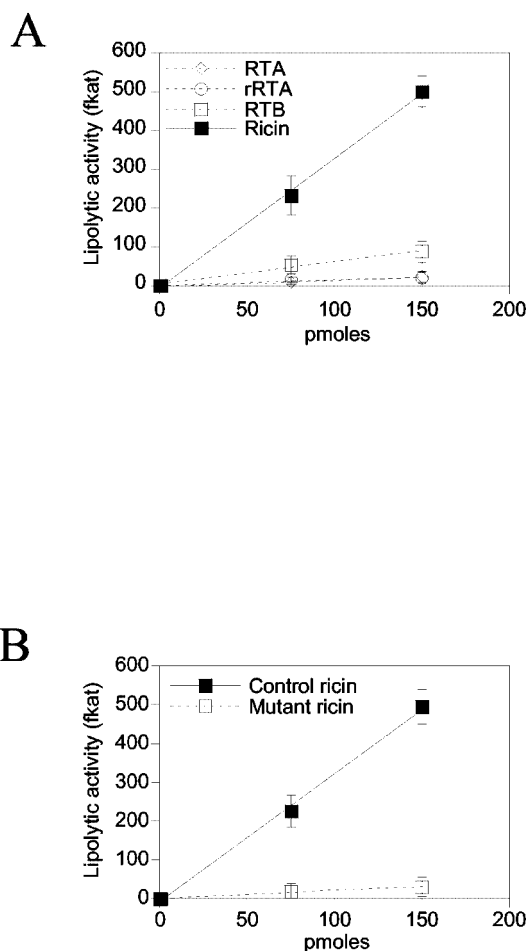 A
Lipolytic activity (fkat)
600
500
400
300
200
100
0
RTA
rRTA
RTB
Ricin
0 50 100 150 200
pmoles
B
Lipolytic activity (fkat)
600
500
400
300
200
100
0
Control ricin
Mutant ricin
0 50 100 150 200
pmoles